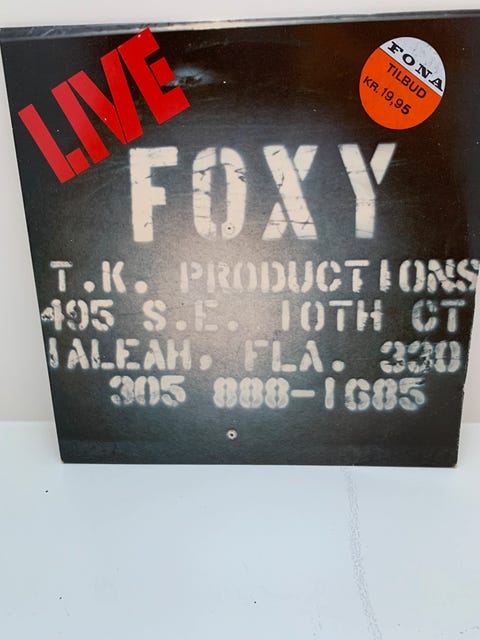 LIVE
FONA
TILBUD
KR.19,95
FOXY
T.K. PRODUCTIONS
495 S.E. 10TH CT
IALEAH, FLA. 330
305 888-1685